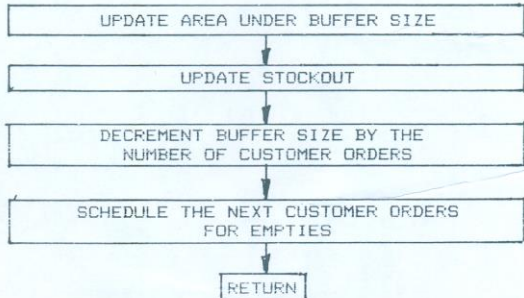 UPDATE AREA UNDER BUFFER SIZE
UPDATE STOCKOUT
DECREMENT BUFFER SIZE BY THE
NUMBER OF CUSTOMER ORDERS
SCHEDULE THE NEXT CUSTOMER ORDERS
FOR EMPTIES
RETURN